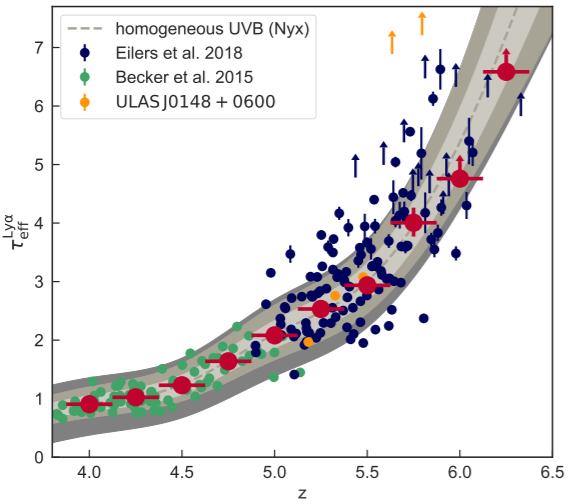 homogeneous UVB (Nyx)
Eilers et al. 2018
Becker et al. 2015
ULAS J0148 + 0600
7
6
5
4
3
2
1
0
τ_eff^Lyα
4.0 4.5 5.0 5.5 6.0 6.5
z